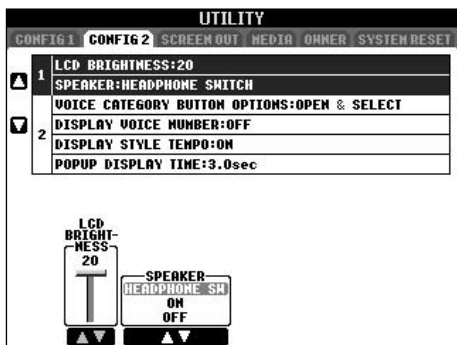 UTILITY
CONFIG 1 CONFIG 2 SCREEN OUT MEDIA OWNER SYSTEM RESET
1 LCD BRIGHTNESS:20
SPEAKER:HEADPHONE SWITCH
2 VOICE CATEGORY BUTTON OPTIONS:OPEN & SELECT
DISPLAY VOICE NUMBER:OFF
DISPLAY STYLE TEMPO:ON
POPUP DISPLAY TIME:3.0sec
LCD
BRIGHT-
NESS
20
SPEAKER
HEADPHONE SW
ON
OFF